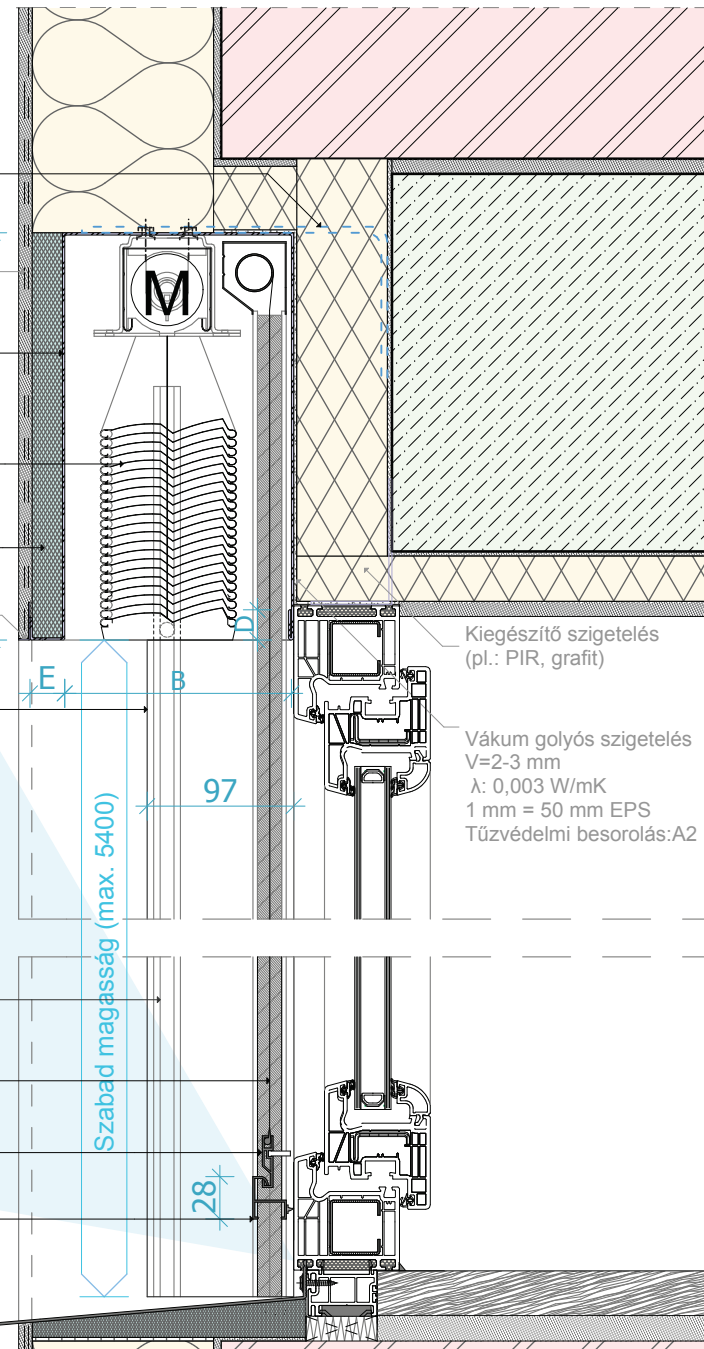 M
D
Kiegészítő szigetelés
(pl.: PIR, grafit)
E
B
Vákum golyós szigetelés
V=2-3 mm
λ: 0,003 W/mK
1 mm = 50 mm EPS
Tűzvédelmi besorolás:A2
97
Szabad magasság (max. 5400)
28